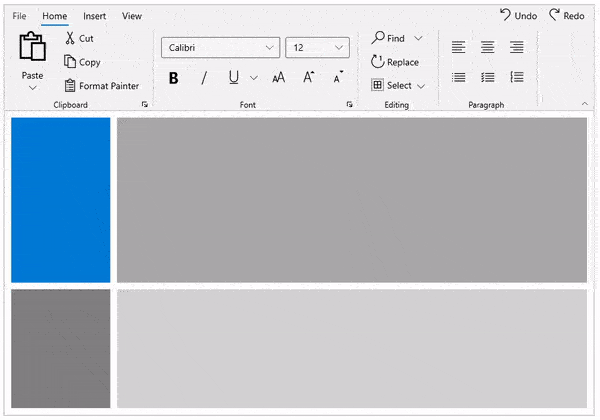 File Home Insert View Undo Redo
Cut
Copy
Format Painter
Paste
Clipboard
Calibri 12
B I U AA A A
Font
Find
Replace
Select
Editing
Paragraph